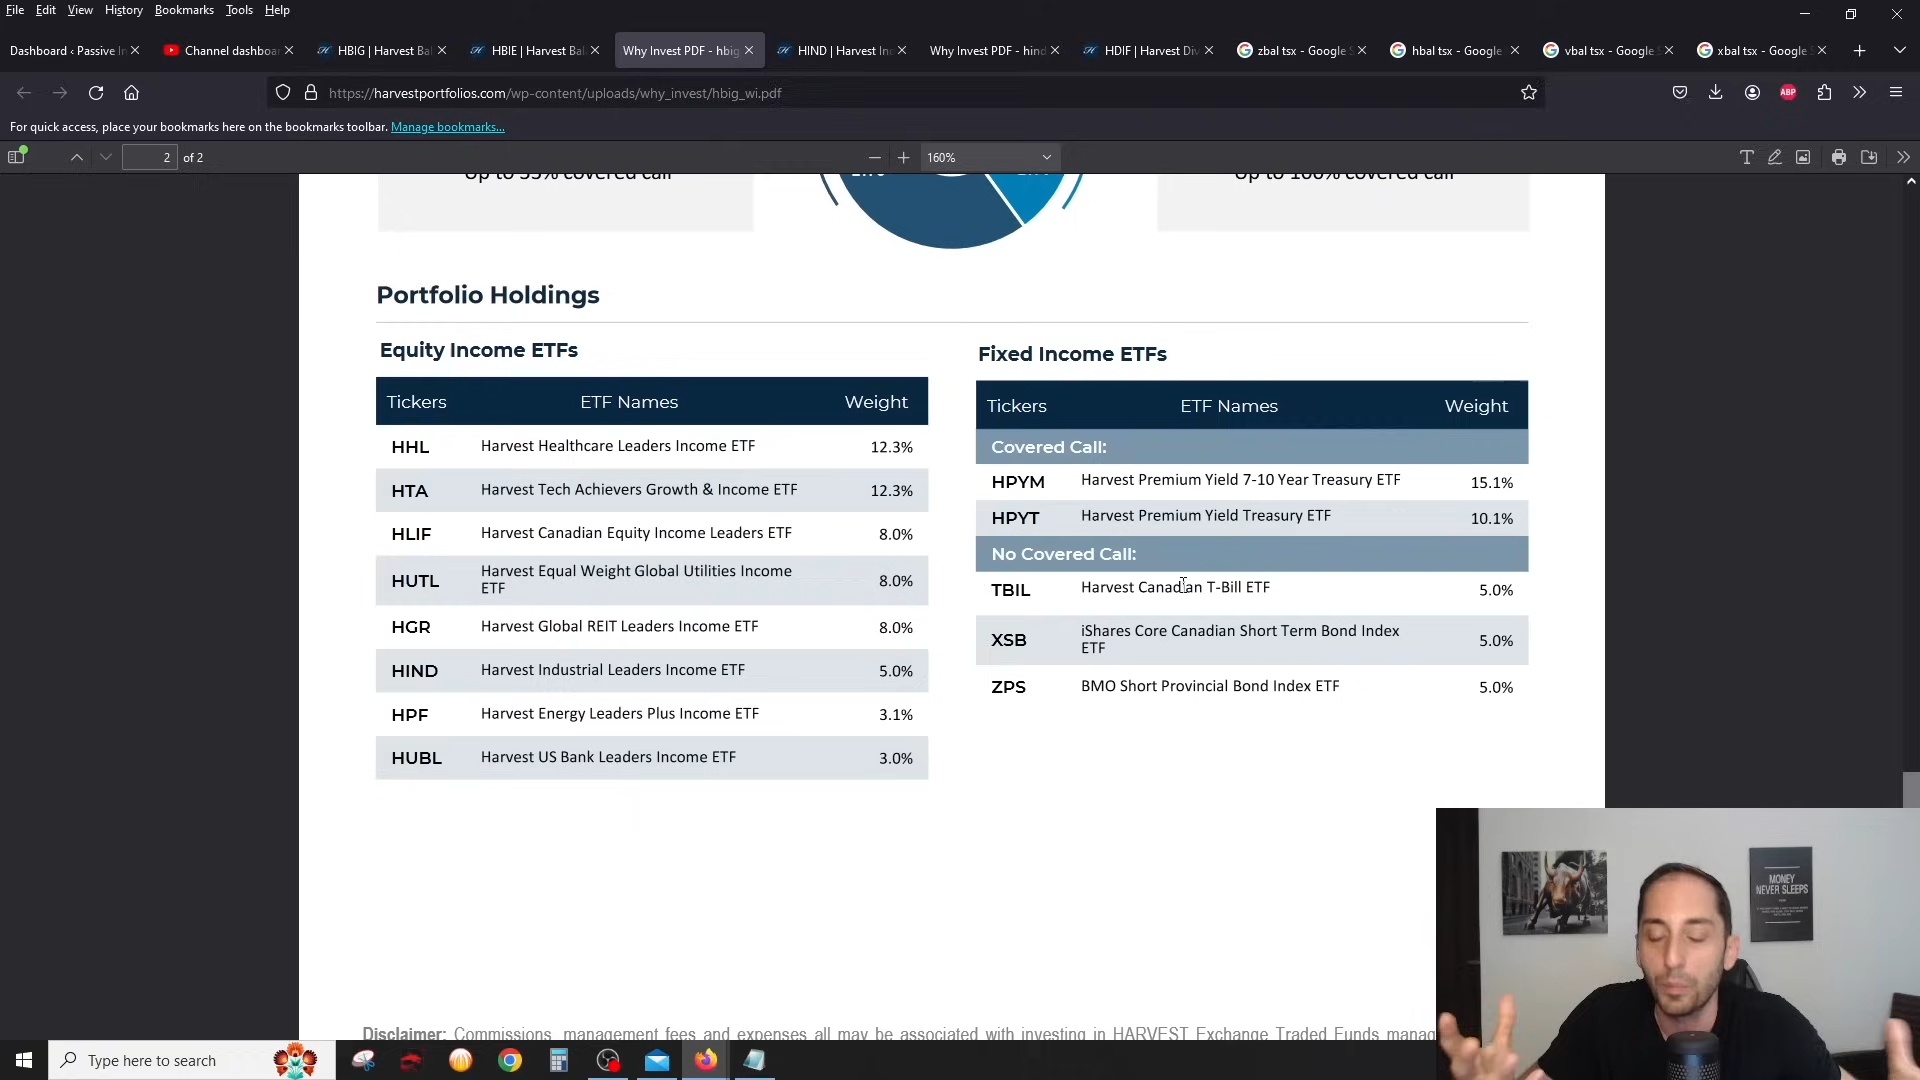 File Edit View History Bookmarks Tools Help
Dashboard ‹ Passive I
Channel dashboa
HBIG | Harvest Ba
HBIE | Harvest Bal
Why Invest PDF - hbig
HIND | Harvest In
Why Invest PDF - hind
HDIF | Harvest Div
zbal tsx - Google S
hbal tsx - Google
vbal tsx - Google
xbal tsx - Google
https://harvestportfolios.com/wp-content/uploads/why_invest/hbig_wi.pdf
ABP
For quick access, place your bookmarks here on the bookmarks toolbar. Manage bookmarks...
2 of 2
160%
Up to 33% covered call
Up to 100% covered call
Portfolio Holdings
Equity Income ETFs
Tickers ETF Names Weight
HHL Harvest Healthcare Leaders Income ETF 12.3%
HTA Harvest Tech Achievers Growth & Income ETF 12.3%
HLIF Harvest Canadian Equity Income Leaders ETF 8.0%
HUTL Harvest Equal Weight Global Utilities Income 8.0%
ETF
HGR Harvest Global REIT Leaders Income ETF 8.0%
HIND Harvest Industrial Leaders Income ETF 5.0%
HPF Harvest Energy Leaders Plus Income ETF 3.1%
HUBL Harvest US Bank Leaders Income ETF 3.0%
Fixed Income ETFs
Tickers ETF Names Weight
Covered Call:
HPYM Harvest Premium Yield 7-10 Year Treasury ETF 15.1%
HPYT Harvest Premium Yield Treasury ETF 10.1%
No Covered Call:
TBIL Harvest Canadian T-Bill ETF 5.0%
XSB iShares Core Canadian Short Term Bond Index 5.0%
ETF
ZPS BMO Short Provincial Bond Index ETF 5.0%
Disclaimer: Commissions, management fees and expenses all may be associated with investing in HARVEST Exchange Traded Funds
MONEY
NEVER SLEEPS
Type here to search